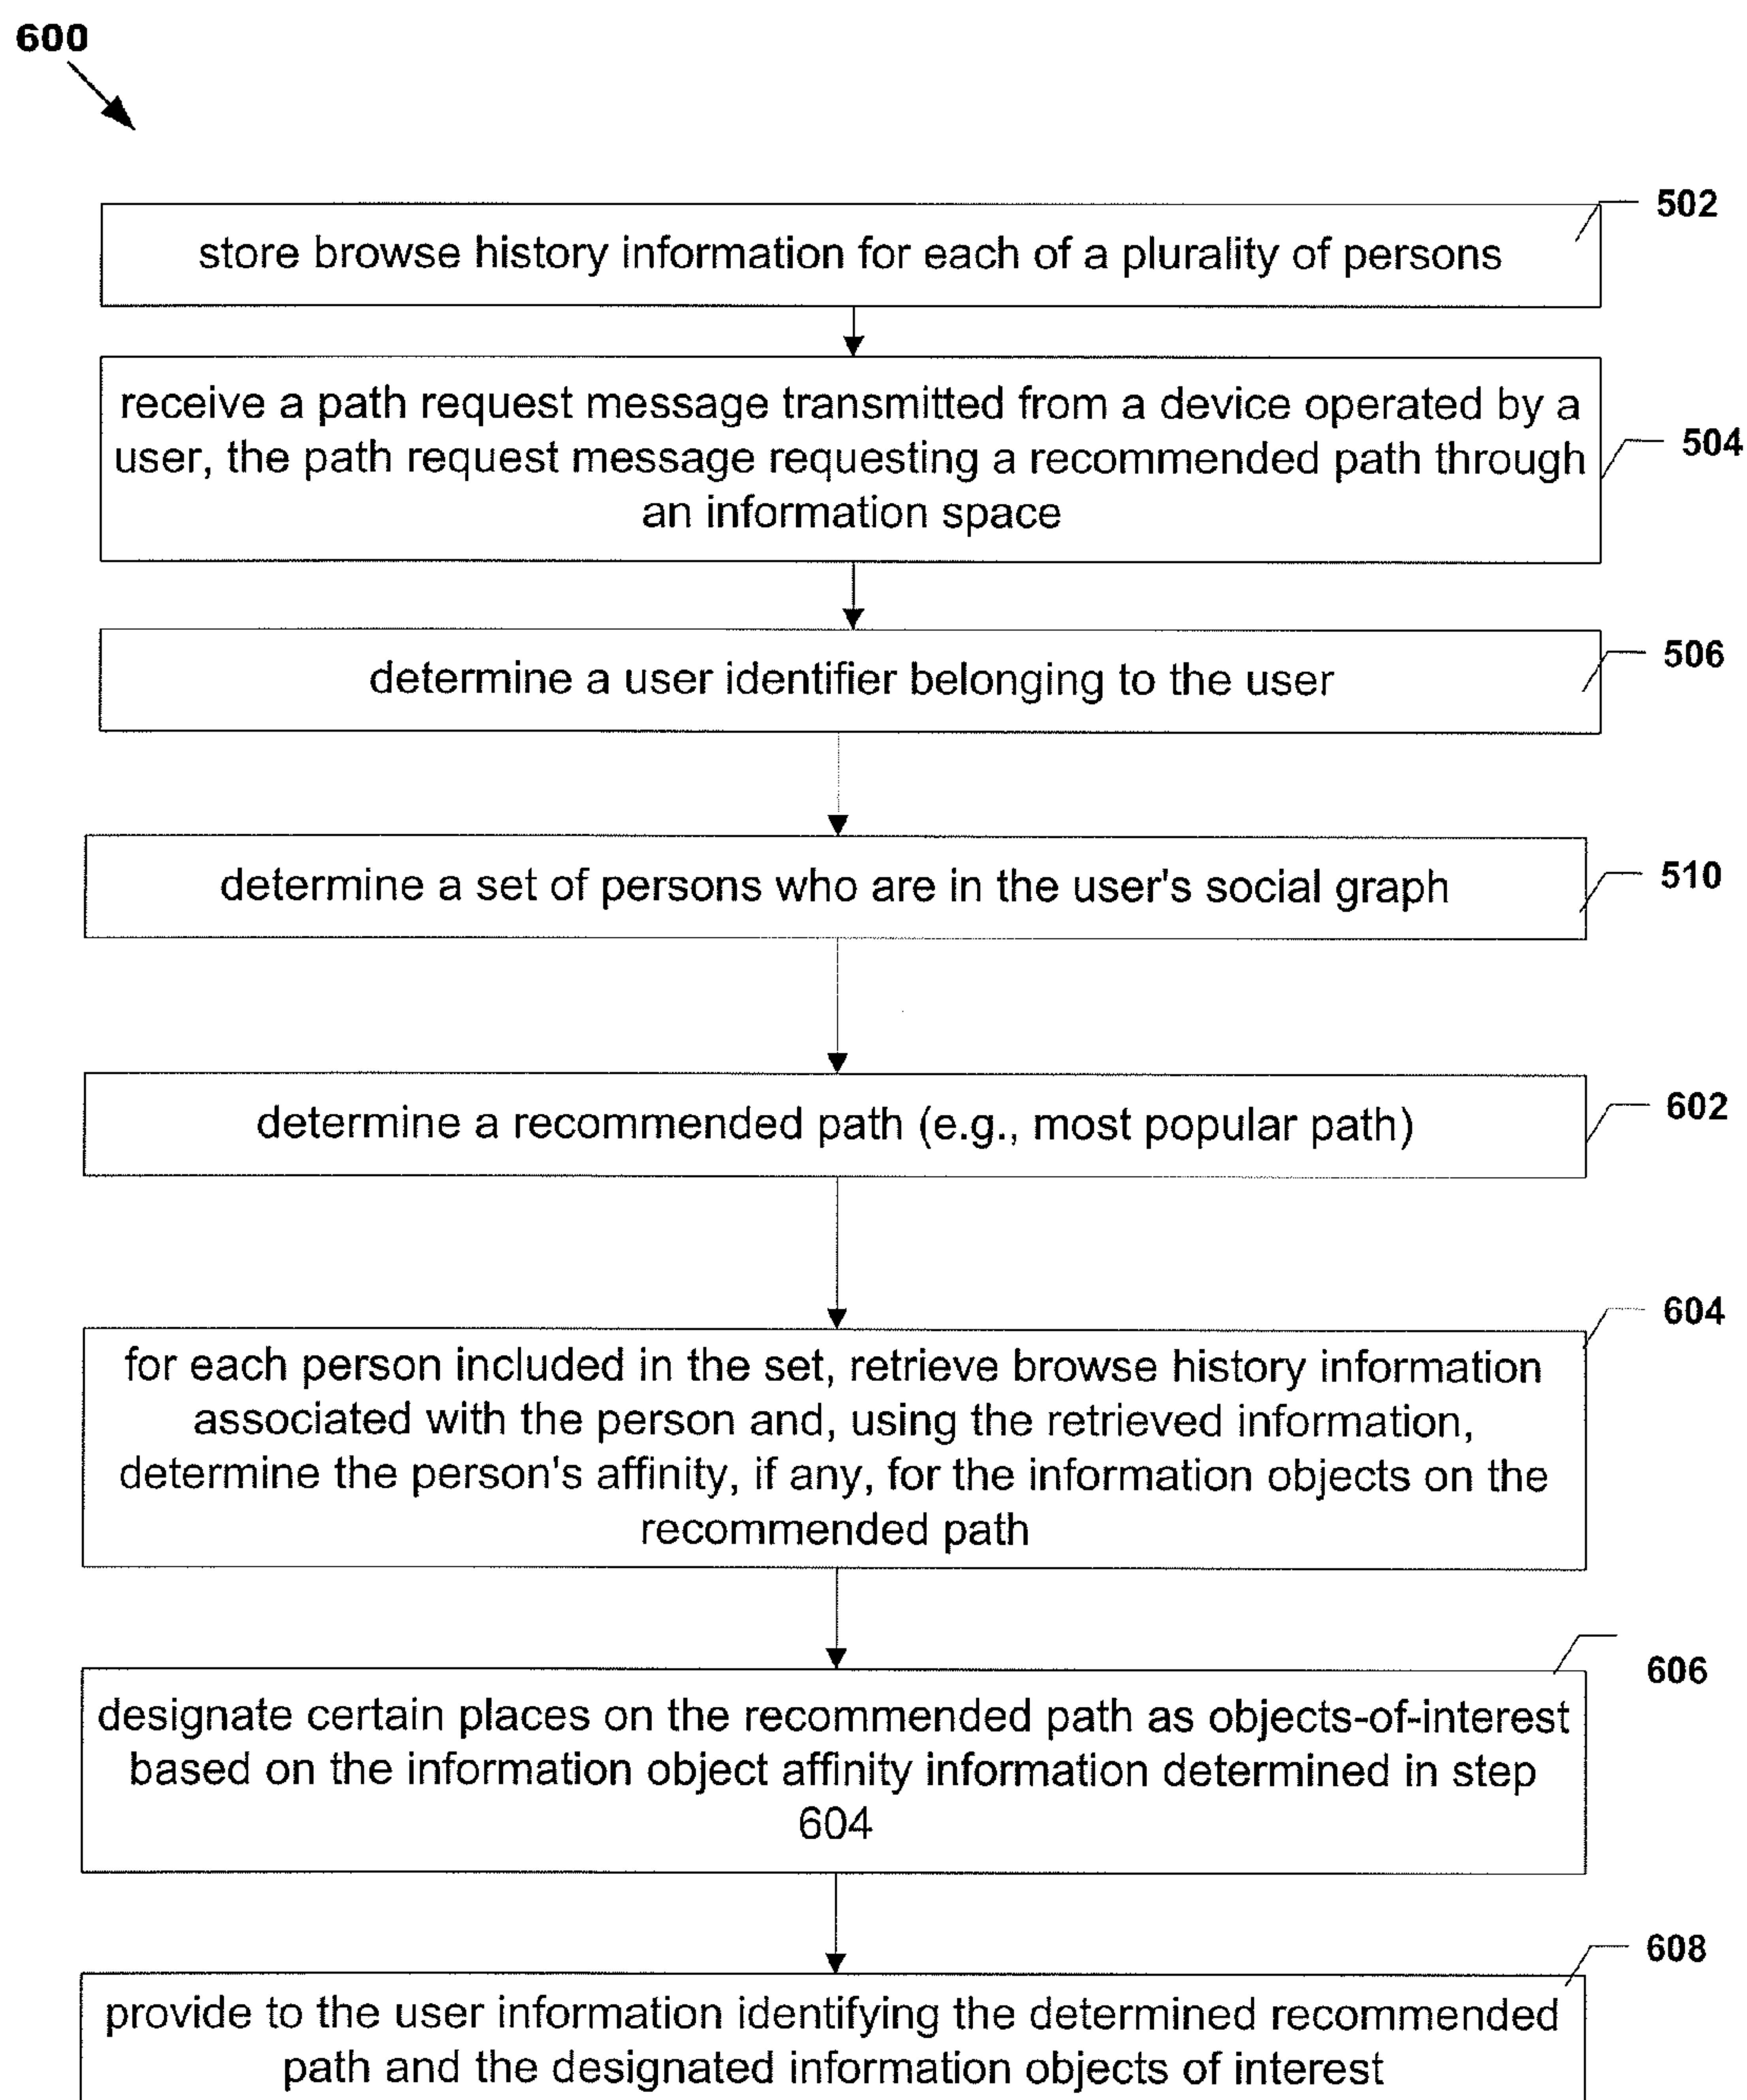 600
502
store browse history information for each of a plurality of persons
receive a path request message transmitted from a device operated by a
user, the path request message requesting a recommended path through
an information space
504
506
determine a user identifier belonging to the user
510
determine a set of persons who are in the user's social graph
602
determine a recommended path (e.g., most popular path)
604
for each person included in the set, retrieve browse history information
associated with the person and, using the retrieved information,
determine the person's affinity, if any, for the information objects on the
recommended path
606
designate certain places on the recommended path as objects-of-interest
based on the information object affinity information determined in step
604
608
provide to the user information identifying the determined recommended
path and the designated information objects of interest